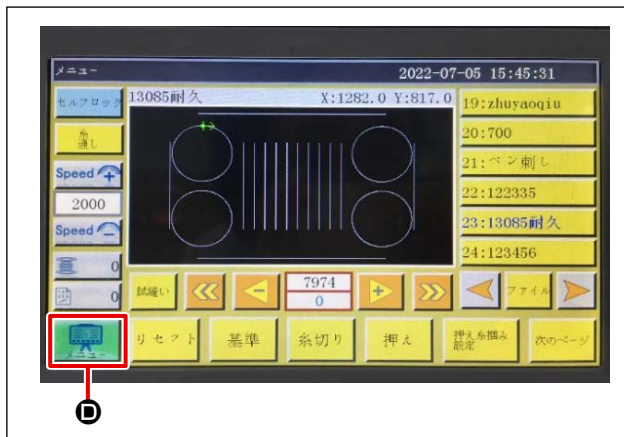 メニュー 2022-07-05 15:45:31
セルフロック
13085耐久 X:1282.0 Y:817.0
19:zhuyaoqiu
糸通し
20:700
21:ペン刺し
Speed +
2000
22:122335
Speed -
23:13085耐久
24:123456
0
0
試縫い
7974
0
ファイル
メニュー
リセット
基準
糸切り
押え
押え糸掴み設定
次のページ
D